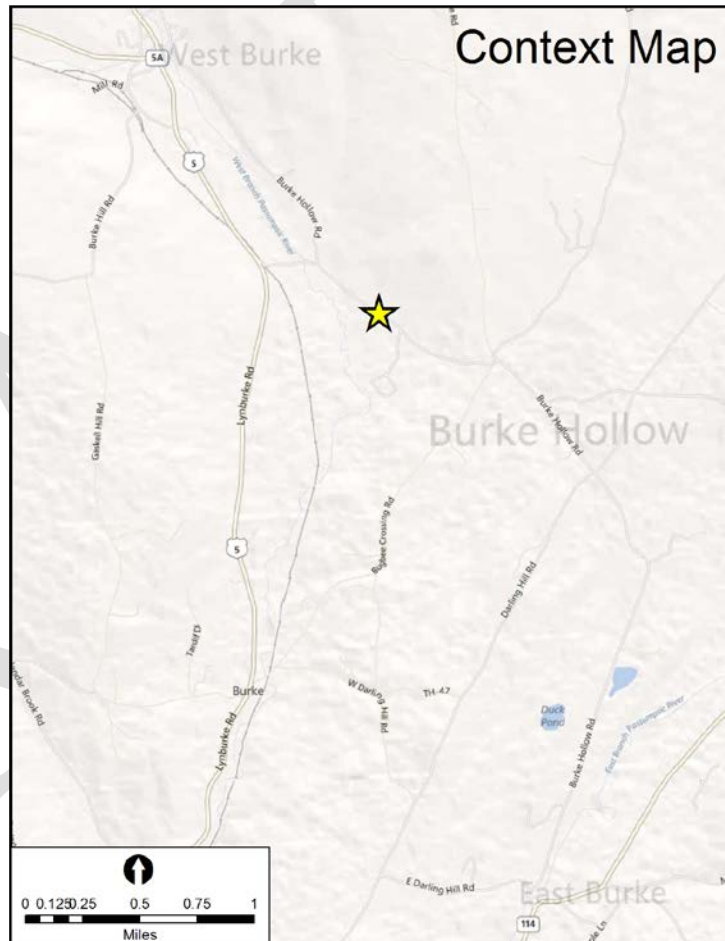 Context Map
West Burke
5A
Mill Rd
5
West Branch Passumpsic River
Burke Hollow Rd
Burke Hill Rd
Lynburke Rd
Gaskell Hill Rd
Burke Hollow
Burke Hollow Rd
Bugbee Crossing Rd
5
Darling Hill Rd
Burke
W Darling Hill Rd
TH-47
Duck
Pond
Burke Hollow Rd
East Branch Passumpsic River
Brook Rd
Lynburke Rd
E Darling Hill Rd
East Burke
114
0 0.125 0.25 0.5 0.75 1
Miles